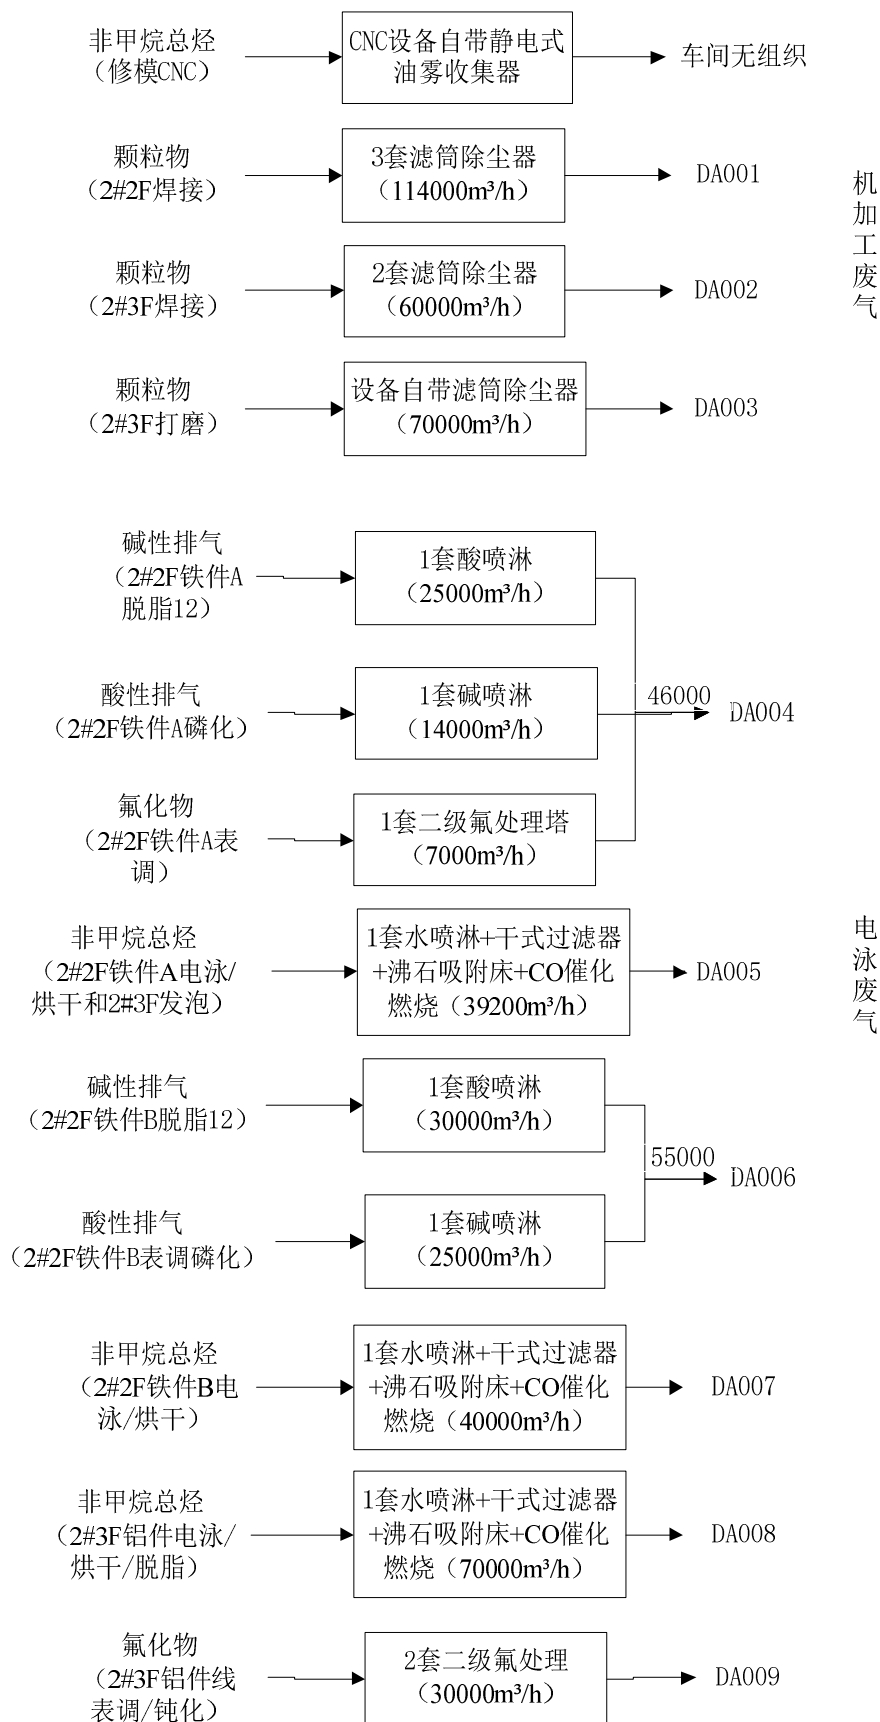 非甲烷总烃
（修模CNC）
CNC设备自带静电式
油雾收集器
车间无组织
颗粒物
（2#2F焊接）
3套滤筒除尘器
（114000m³/h）
DA001
颗粒物
（2#3F焊接）
2套滤筒除尘器
（60000m³/h）
DA002
颗粒物
（2#3F打磨）
设备自带滤筒除尘器
（70000m³/h）
DA003
机
加
工
废
气
碱性排气
（2#2F铁件A
脱脂12）
1套酸喷淋
（25000m³/h）
酸性排气
（2#2F铁件A磷化）
1套碱喷淋
（14000m³/h）
46000
DA004
氟化物
（2#2F铁件A表
调）
1套二级氟处理塔
（7000m³/h）
非甲烷总烃
（2#2F铁件A电泳/
烘干和2#3F发泡）
1套水喷淋+干式过滤器
+沸石吸附床+CO催化
燃烧（39200m³/h）
DA005
电
泳
废
气
碱性排气
（2#2F铁件B脱脂12）
1套酸喷淋
（30000m³/h）
55000
DA006
酸性排气
（2#2F铁件B表调磷化）
1套碱喷淋
（25000m³/h）
非甲烷总烃
（2#2F铁件B电
泳/烘干）
1套水喷淋+干式过滤器
+沸石吸附床+CO催化
燃烧（40000m³/h）
DA007
非甲烷总烃
（2#3F铝件电泳/
烘干/脱脂）
1套水喷淋+干式过滤器
+沸石吸附床+CO催化
燃烧（70000m³/h）
DA008
氟化物
（2#3F铝件线
表调/钝化）
2套二级氟处理
（30000m³/h）
DA009